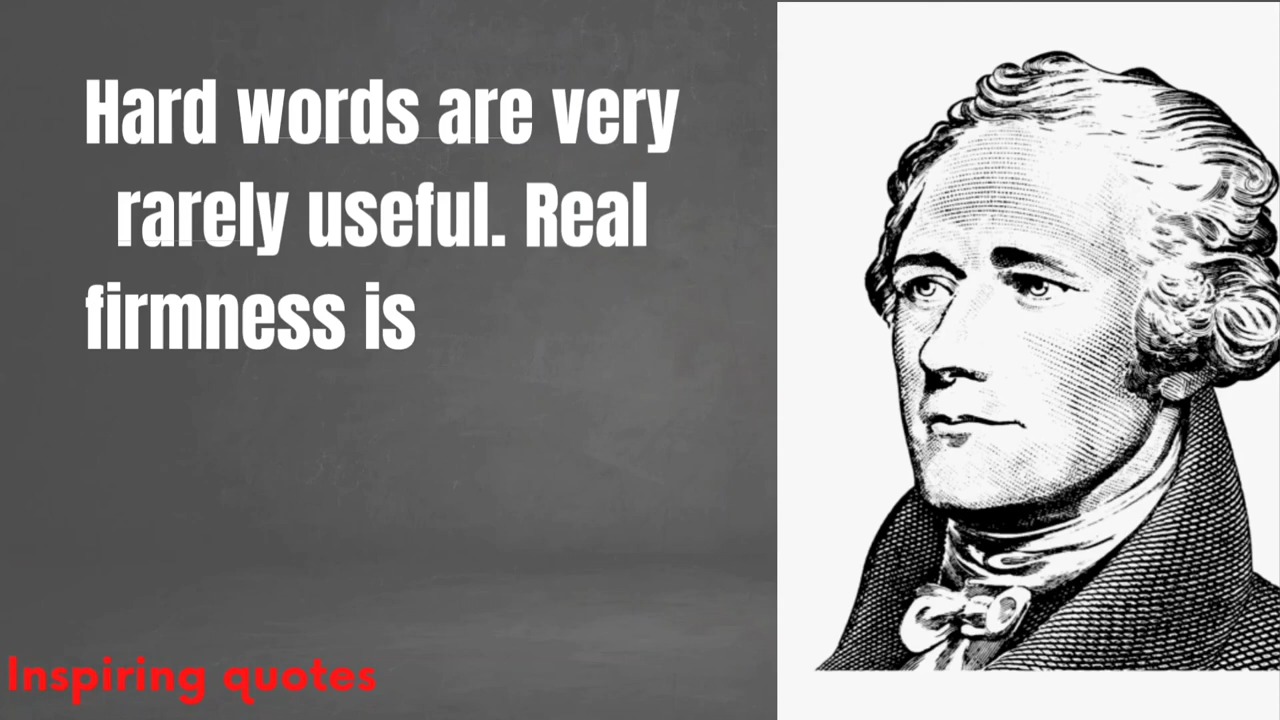 Hard words are very
rarely useful. Real
firmness is
Inspiring quotes